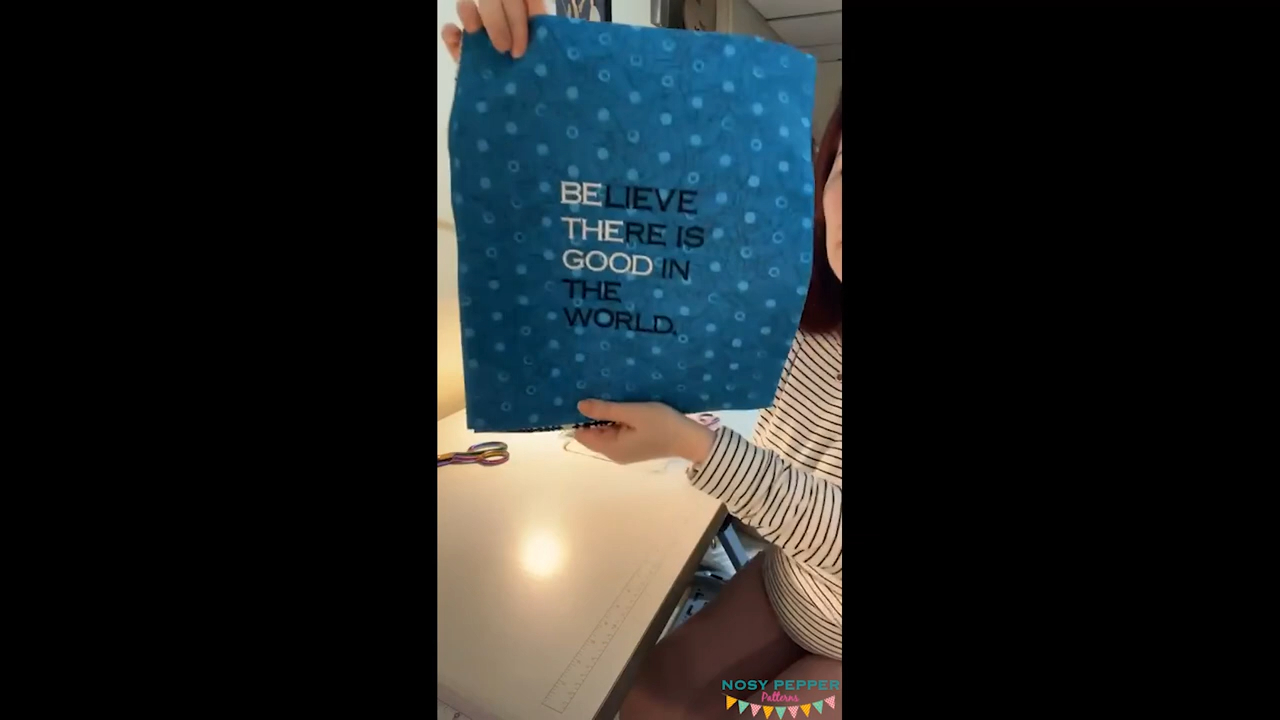 BELIEVE
THERE IS
GOOD IN
THE
WORLD.
NOSY PEPPER
Patterns